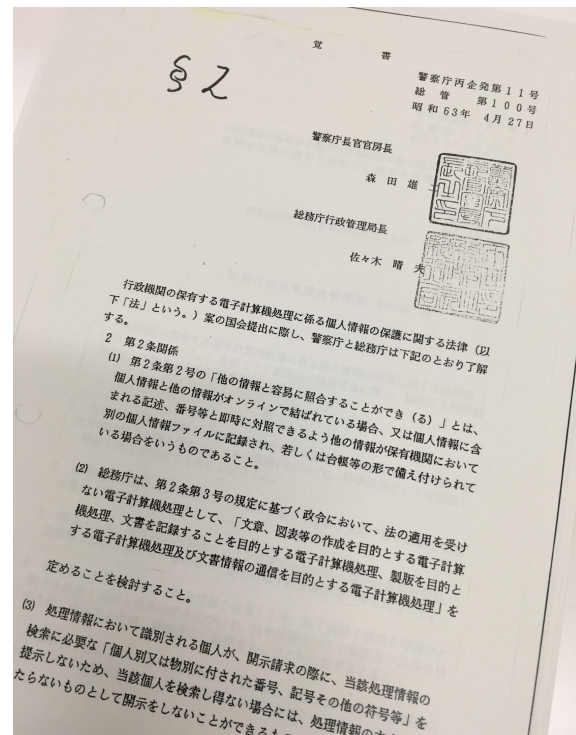 覚書
§2
警察庁丙企発第11号
総管第100号
昭和63年4月27日
警察庁長官官房長
森田雄
総務庁行政管理局長
佐々木晴夫
行政機関の保有する電子計算機処理に係る個人情報の保護に関する法律（以
下「法」という。）案の国会提出に際し、警察庁と総務庁は下記のとおり了解
する。
2 第2条関係
(1) 第2条第2号の「他の情報と容易に照合することができ（る）」とは、
個人情報と他の情報がオンラインで結ばれている場合、又は個人情報に含
まれる記述、番号等と即時に対照できるよう他の情報が保有機関において
別の個人情報ファイルに記録され、若しくは台帳等の形で備え付けられて
いる場合をいうものであること。
(2) 総務庁は、第2条第3号の規定に基づく政令において、法の適用を受け
ない電子計算機処理として、「文章、図表等の作成を目的とする電子計算
機処理、文書を記録することを目的とする電子計算機処理、製版を目的と
する電子計算機処理及び文書情報の通信を目的とする電子計算機処理」を
定めることを検討すること。
(3) 処理情報において識別される個人が、開示請求の際に、当該処理情報の
検索に必要な「個人別又は物別に付された番号、記号その他の符号等」を
提示しないため、当該個人を検索し得ない場合には、処理情報の
たらないものとして開示をしないことができる